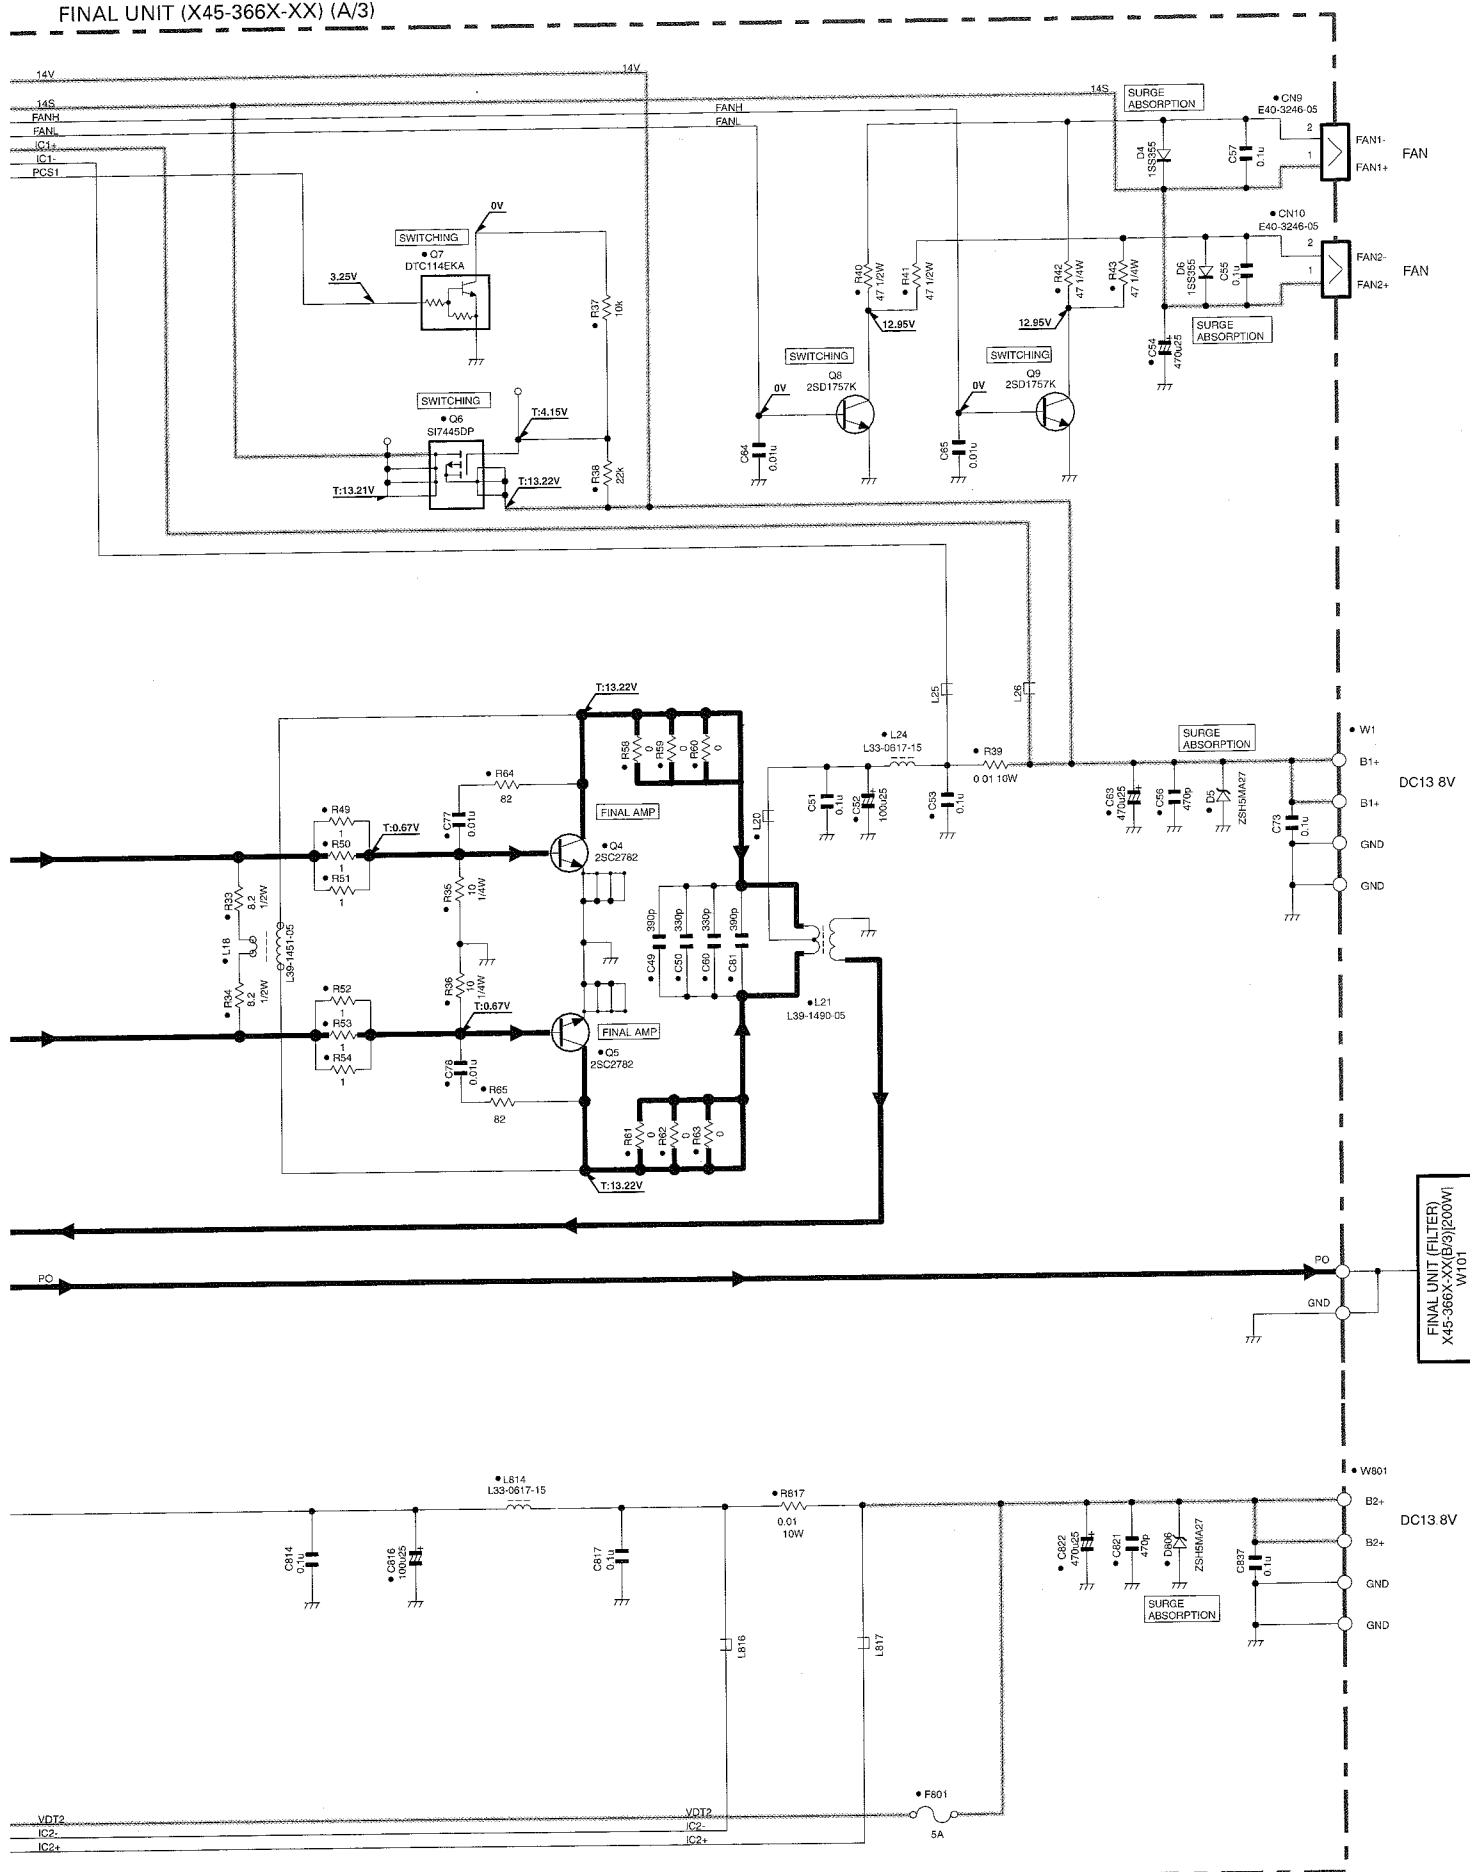 FINAL UNIT (X45-366X-XX) (A/3)
14V
14V
14S
14S
FANH
FANH
FANL
FANL
IC1+
IC1-
PCS1
SURGE
ABSORPTION
CN9
E40-3246-05
D4
1SS355
C57
0.1u
2
1
FAN1-
FAN1+
FAN
0V
SWITCHING
Q7
DTC114EKA
3.25V
R37
10k
CN10
E40-3246-05
R40
47 1/2W
R41
47 1/2W
R42
47 1/4W
R43
47 1/4W
D6
1SS355
C55
0.1u
2
1
FAN2-
FAN2+
FAN
12.95V
12.95V
SURGE
ABSORPTION
C54
470u25
SWITCHING
Q8
2SD1757K
SWITCHING
Q9
2SD1757K
0V
0V
C64
0.01u
C65
0.01u
SWITCHING
Q6
SI7445DP
T:4.15V
T:13.21V
T:13.22V
R38
22k
T:13.22V
R58
0
R59
0
R60
0
L25
L26
L24
L33-0617-15
R39
0.01 10W
SURGE
ABSORPTION
W1
B1+
B1+
GND
GND
DC13.8V
R64
82
C77
0.01u
FINAL AMP
Q4
2SC2782
L20
C51
0.1u
C52
100u25
C53
0.1u
C63
470u25
C56
470p
D5
ZSH5MA27
C73
0.1u
R49
1
R50
1
R51
1
T:0.67V
R33
8.2
1/2W
L18
L39-1451-05
R34
8.2
1/2W
R35
10
1/4W
R36
10
1/4W
390p
C49
330p
C50
330p
C60
390p
C81
L21
L39-1490-05
R52
1
R53
1
R54
1
T:0.67V
FINAL AMP
Q5
2SC2782
C78
0.01u
R65
82
R61
0
R62
0
R63
0
T:13.22V
PO
PO
GND
FINAL UNIT (FILTER)
X45-366X-XX(B/3)[200W]
W101
L814
L33-0617-15
R817
0.01
10W
W801
B2+
B2+
GND
GND
DC13.8V
C814
0.1u
C816
100u25
C817
0.1u
C822
470u25
C821
470p
D806
ZSH5MA27
C837
0.1u
SURGE
ABSORPTION
L816
L817
F801
5A
VDT2
VDT2
IC2-
IC2-
IC2+
IC2+